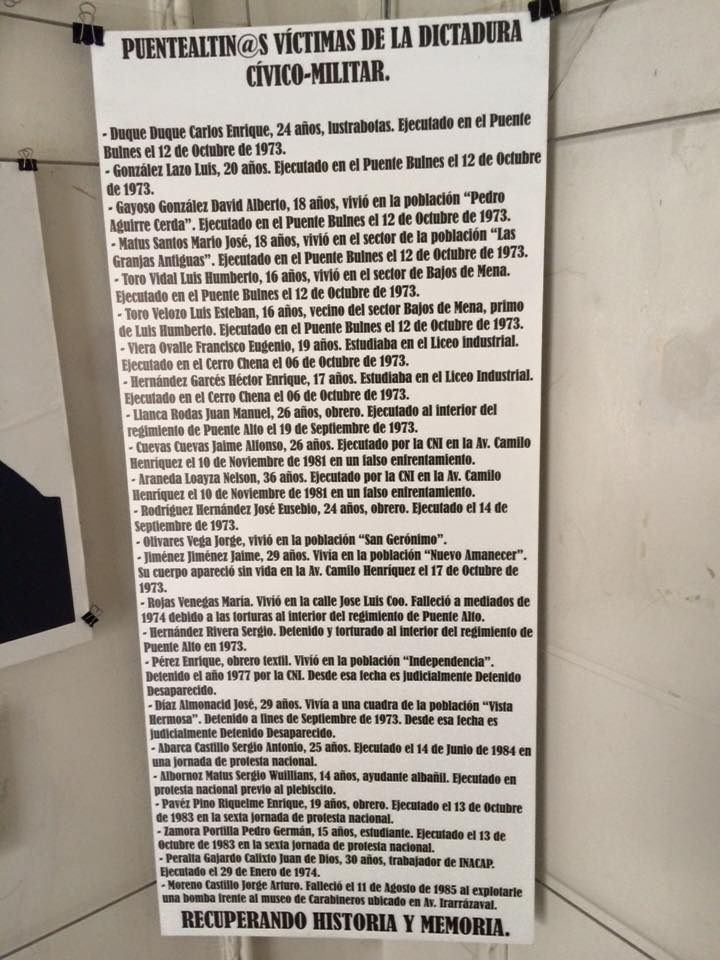 PUENTEALTIN@S VÍCTIMAS DE LA DICTADURA
CÍVICO-MILITAR.
- Duque Duque Carlos Enrique, 24 años, lustrabotas. Ejecutado en el Puente
Bulnes el 12 de Octubre de 1973.
- González Lazo Luis, 20 años. Ejecutado en el Puente Bulnes el 12 de Octubre
de 1973.
- Gayoso González David Alberto, 18 años, vivió en la población “Pedro
Aguirre Cerda”. Ejecutado en el Puente Bulnes el 12 de Octubre de 1973.
- Matus Santos Mario José, 18 años, vivió en el sector de la población “Las
Granjas Antiguas”. Ejecutado en el Puente Bulnes el 12 de Octubre de 1973.
- Toro Vidal Luis Humberto, 16 años, vivió en el sector de Bajos de Mena.
Ejecutado en el Puente Bulnes el 12 de Octubre de 1973.
- Toro Velozo Luis Esteban, 16 años, vecino del sector Bajos de Mena, primo
de Luis Humberto. Ejecutado en el Puente Bulnes el 12 de Octubre de 1973.
- Viera Ovalle Francisco Eugenio, 19 años. Estudiaba en el Liceo industrial.
Ejecutado en el Cerro Chena el 06 de Octubre de 1973.
- Hernández Garcés Héctor Enrique, 17 años. Estudiaba en el Liceo Industrial.
Ejecutado en el Cerro Chena el 06 de Octubre de 1973.
- Llanca Rodas Juan Manuel, 26 años, obrero. Ejecutado al interior del
regimiento de Puente Alto el 19 de Septiembre de 1973.
- Cuevas Cuevas Jaime Alfonso, 26 años. Ejecutado por la CNI en la Av. Camilo
Henríquez el 10 de Noviembre de 1981 en un falso enfrentamiento.
- Araneda Loayza Nelson, 36 años. Ejecutado por la CNI en la Av. Camilo
Henríquez el 10 de Noviembre de 1981 en un falso enfrentamiento.
- Rodríguez Hernández José Eusebio, 24 años, obrero. Ejecutado el 14 de
Septiembre de 1973.
- Olivares Vega Jorge, vivió en la población “San Gerónimo”.
- Jiménez Jiménez Jaime, 29 años. Vivía en la población “Nuevo Amanecer”.
Su cuerpo apareció sin vida en la Av. Camilo Henríquez el 17 de Octubre de
1973.
- Rojas Venegas María. Vivió en la calle Jose Luis Coo. Falleció a mediados de
1974 debido a las torturas al interior del regimiento de Puente Alto.
- Hernández Rivera Sergio. Detenido y torturado al interior del regimiento de
Puente Alto en 1973.
- Pérez Enrique, obrero textil. Vivió en la población “Independencia”.
Detenido el año 1977 por la CNI. Desde esa fecha es judicialmente Detenido
Desaparecido.
- Díaz Almonacid José, 29 años. Vivía a una cuadra de la población “Vista
Hermosa”. Detenido a fines de Septiembre de 1973. Desde esa fecha es
judicialmente Detenido Desaparecido.
- Abarca Castillo Sergio Antonio, 25 años. Ejecutado el 14 de Junio de 1984 en
una jornada de protesta nacional.
- Albornoz Matus Sergio Wuillians, 14 años, ayudante albañil. Ejecutado en
protesta nacional previo al plebiscito.
- Pavéz Pino Riquelme Enrique, 19 años, obrero. Ejecutado el 13 de Octubre
de 1983 en la sexta jornada de protesta nacional.
- Zamora Portilla Pedro Germán, 15 años, estudiante. Ejecutado el 13 de
Octubre de 1983 en la sexta jornada de protesta nacional.
- Peralta Gajardo Calixto Juan de Dios, 30 años, trabajador de INACAP.
Ejecutado el 29 de Enero de 1974.
- Moreno Castillo Jorge Arturo. Falleció el 11 de Agosto de 1985 al explotarle
una bomba frente al museo de Carabineros ubicado en Av. Irarrázaval.
RECUPERANDO HISTORIA Y MEMORIA.